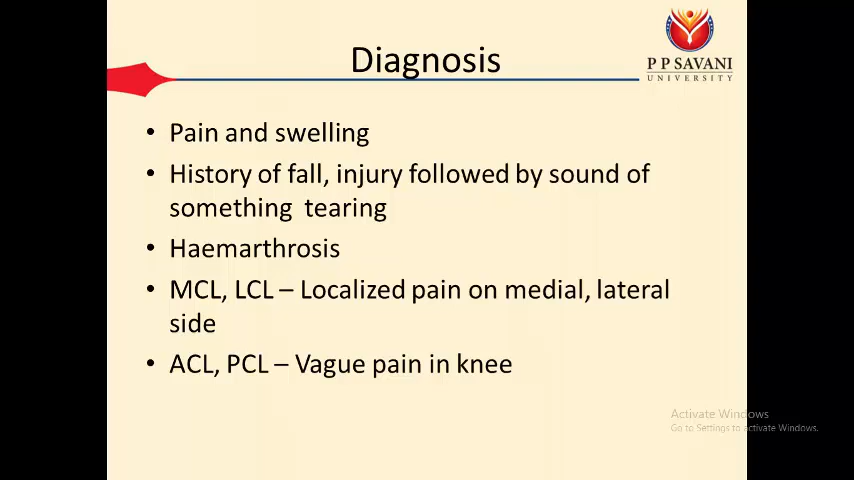 Diagnosis
P P SAVANI
UNIVERSITY
• Pain and swelling
• History of fall, injury followed by sound of
something tearing
• Haemarthrosis
• MCL, LCL – Localized pain on medial, lateral
side
• ACL, PCL – Vague pain in knee
Activate Windows
Go to Settings to activate Windows.